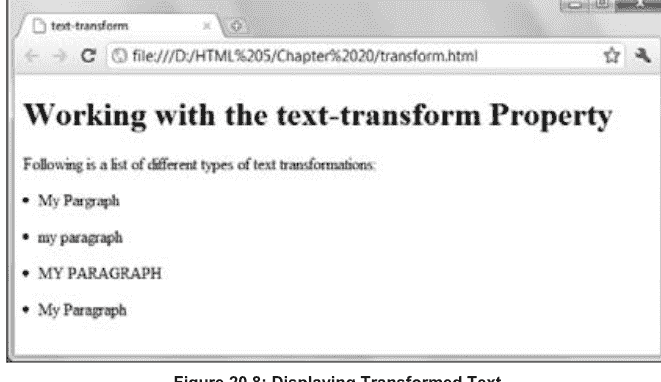 text-transform
file:///D:/HTML%205/Chapter%2020/transform.html
Working with the text-transform Property
Following is a list of different types of text transformations:
• My Pargraph
• my paragraph
• MY PARAGRAPH
• My Paragraph
Figure 20.8: Displaying Transformed Text